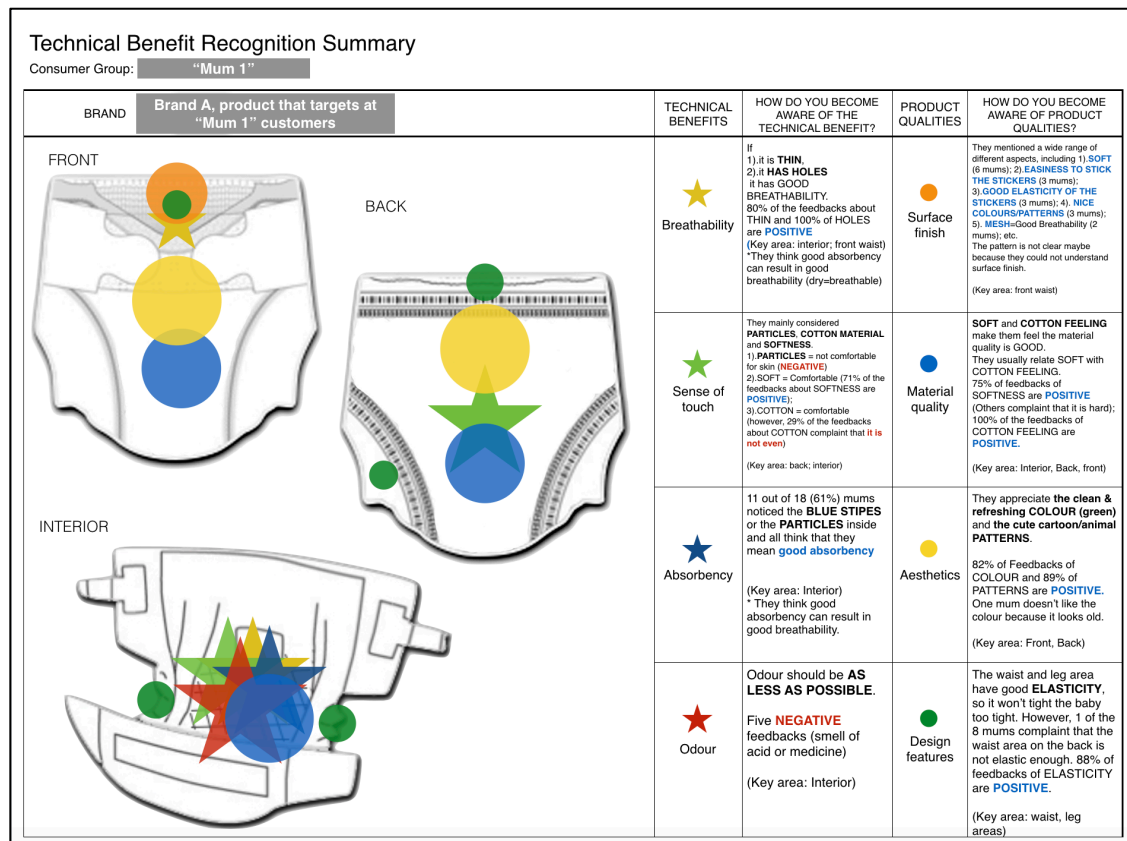 Technical Benefit Recognition Summary
Consumer Group:
“Mum 1”
BRAND
Brand A, product that targets at
“Mum 1” customers
TECHNICAL
BENEFITS
HOW DO YOU BECOME
AWARE OF THE
TECHNICAL BENEFIT?
PRODUCT
QUALITIES
HOW DO YOU BECOME
AWARE OF PRODUCT
QUALITIES?
FRONT
BACK
INTERIOR
Breathability
If
1).it is THIN,
2).it HAS HOLES
it has GOOD
BREATHABILITY.
80% of the feedbacks about
THIN and 100% of HOLES
are POSITIVE
(Key area: interior; front waist)
*They think good absorbency
can result in good
breathability (dry=breathable)
Surface
finish
They mentioned a wide range of
different aspects, including 1).SOFT
(6 mums); 2).EASINESS TO STICK
THE STICKERS (3 mums);
3).GOOD ELASTICITY OF THE
STICKERS (3 mums); 4). NICE
COLOURS/PATTERNS (3 mums);
5). MESH=Good Breathability (2
mums); etc.
The pattern is not clear maybe
because they could not understand
surface finish.
(Key area: front waist)
Sense of
touch
They mainly considered
PARTICLES, COTTON MATERIAL
and SOFTNESS.
1).PARTICLES = not comfortable
for skin (NEGATIVE)
2).SOFT = Comfortable (71% of the
feedbacks about SOFTNESS are
POSITIVE);
3).COTTON = comfortable
(however, 29% of the feedbacks
about COTTON complaint that it is
not even)
(Key area: back; interior)
Material
quality
SOFT and COTTON FEELING
make them feel the material
quality is GOOD.
They usually relate SOFT with
COTTON FEELING.
75% of feedbacks of
SOFTNESS are POSITIVE
(Others complaint that it is hard);
100% of the feedbacks of
COTTON FEELING are
POSITIVE.
(Key area: Interior, Back, front)
Absorbency
11 out of 18 (61%) mums
noticed the BLUE STIPES
or the PARTICLES inside
and all think that they
mean good absorbency
(Key area: Interior)
* They think good
absorbency can result in
good breathability.
Aesthetics
They appreciate the clean &
refreshing COLOUR (green)
and the cute cartoon/animal
PATTERNS.
82% of Feedbacks of
COLOUR and 89% of
PATTERNS are POSITIVE.
One mum doesn’t like the
colour because it looks old.
(Key area: Front, Back)
Odour
Odour should be AS
LESS AS POSSIBLE.
Five NEGATIVE
feedbacks (smell of
acid or medicine)
(Key area: Interior)
Design
features
The waist and leg area
have good ELASTICITY,
so it won’t tight the baby
too tight. However, 1 of the
8 mums complaint that the
waist area on the back is
not elastic enough. 88% of
feedbacks of ELASTICITY
are POSITIVE.
(Key area: waist, leg
areas)